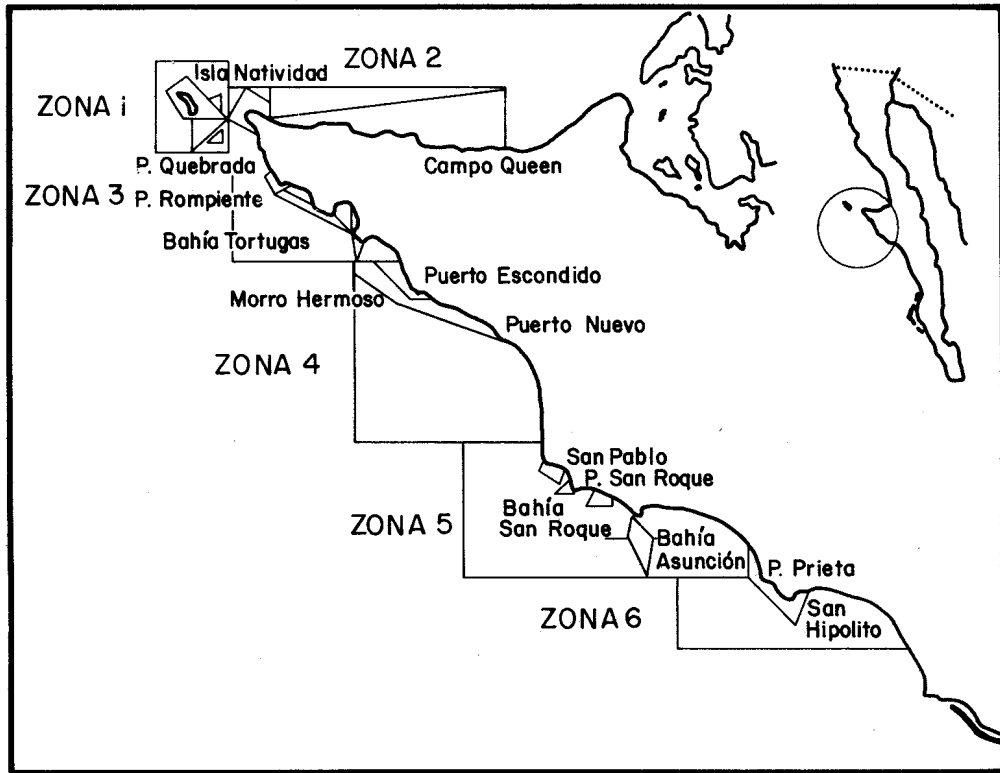 ZONA 2
Isla Natividad
ZONA i
P. Quebrada
Campo Queen
ZONA 3
P. Rompiente
Bahía Tortugas
Puerto Escondido
Morro Hermoso
Puerto Nuevo
ZONA 4
San Pablo
P. San Roque
Bahía
San Roque
ZONA 5
Bahía
Asunción
P. Prieta
San
Hipolito
ZONA 6